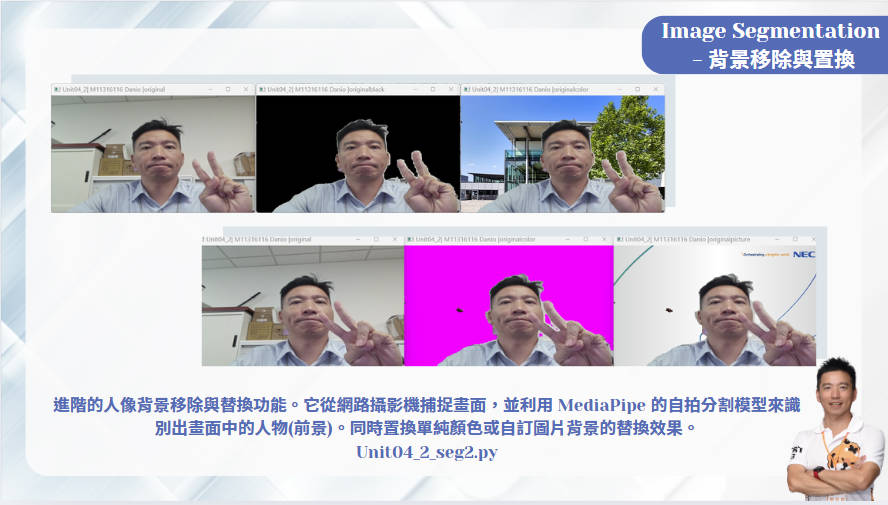 Image Segmentation
– 背景移除與置換
Unit04_2| M11316116 Danio |original
Unit04_2| M11316116 Danio |originalblack
Unit04_2| M11316116 Danio |originalcolor
Unit04_2| M11316116 Danio |original
Unit04_2| M11316116 Danio |originalcolor
Unit04_2| M11316116 Danio |originalpicture
NEC
進階的人像背景移除與替換功能。它從網路攝影機捕捉畫面，並利用 MediaPipe 的自拍分割模型來識
別出畫面中的人物(前景)。同時置換單純顏色或自訂圖片背景的替換效果。
Unit04_2_seg2.py